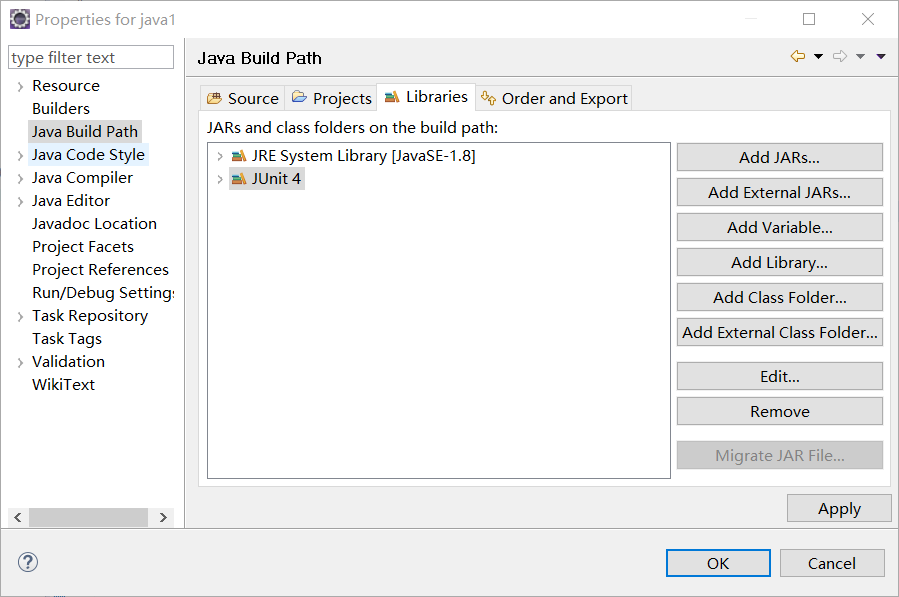 Properties for java1
type filter text
Resource
Builders
Java Build Path
Java Code Style
Java Compiler
Java Editor
Javadoc Location
Project Facets
Project References
Run/Debug Settings
Task Repository
Task Tags
Validation
WikiText
Java Build Path
Source
Projects
Libraries
Order and Export
JARs and class folders on the build path:
JRE System Library [JavaSE-1.8]
JUnit 4
Add JARs...
Add External JARs...
Add Variable...
Add Library...
Add Class Folder...
Add External Class Folder...
Edit...
Remove
Migrate JAR File...
Apply
?
OK
Cancel